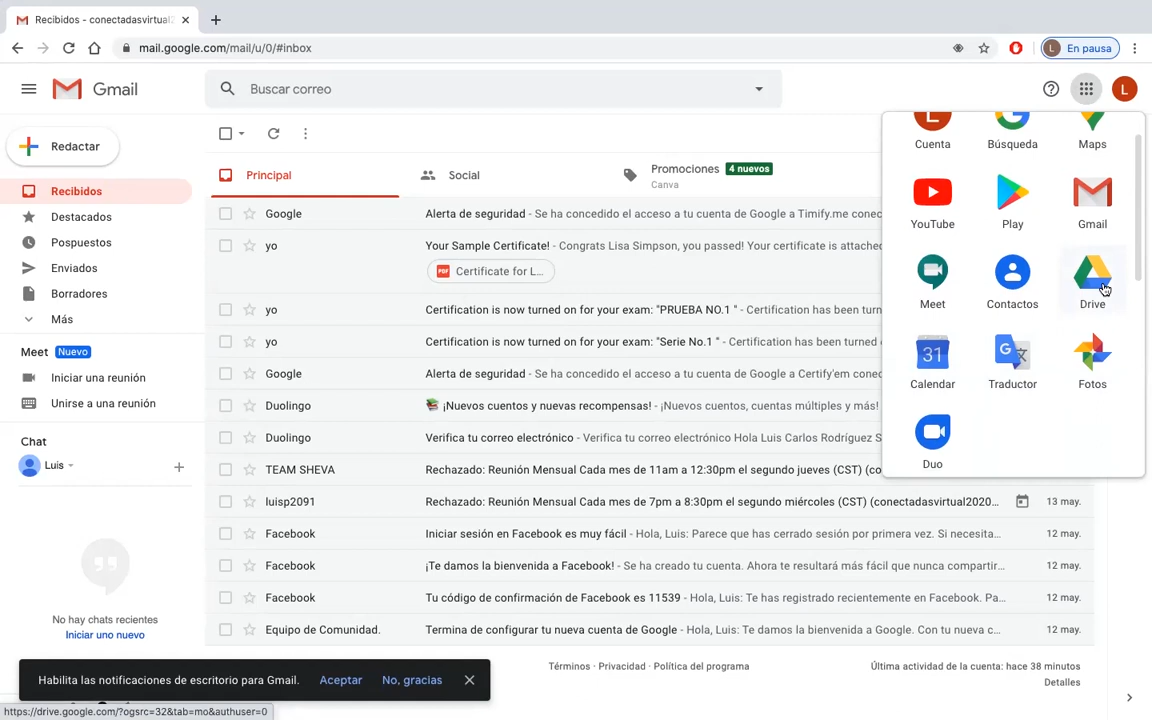 Recibidos - conectadasvirtual2
mail.google.com/mail/u/0/#inbox
L En pausa
Gmail
Buscar correo
L
Redactar
Recibidos
Destacados
Pospuestos
Enviados
Borradores
Más
Meet Nuevo
Iniciar una reunión
Unirse a una reunión
Chat
Luis
No hay chats recientes
Iniciar uno nuevo
Principal
Social
Promociones 4 nuevos
Canva
Google Alerta de seguridad - Se ha concedido el acceso a tu cuenta de Google a Timify.me conec
yo Your Sample Certificate! - Congrats Lisa Simpson, you passed! Your certificate is attached
PDF Certificate for L...
yo Certification is now turned on for your exam: "PRUEBA NO.1 " - Certification has been turned
yo Certification is now turned on for your exam: "Serie No.1 " - Certification has been turned
Google Alerta de seguridad - Se ha concedido el acceso a tu cuenta de Google a Certify'em conec
Duolingo ¡Nuevos cuentos y nuevas recompensas! - ¡Nuevos cuentos, cuentas múltiples y más!
Duolingo Verifica tu correo electrónico - Verifica tu correo electrónico Hola Luis Carlos Rodríguez S
TEAM SHEVA Rechazado: Reunión Mensual Cada mes de 11am a 12:30pm el segundo jueves (CST) (co
luisp2091 Rechazado: Reunión Mensual Cada mes de 7pm a 8:30pm el segundo miércoles (CST) (conectadasvirtual2020... 13 may.
Facebook Iniciar sesión en Facebook es muy fácil - Hola, Luis: Parece que has cerrado sesión por primera vez. Si necesita... 12 may.
Facebook ¡Te damos la bienvenida a Facebook! - Se ha creado tu cuenta. Ahora te resultará más fácil que nunca compartir... 12 may.
Facebook Tu código de confirmación de Facebook es 11539 - Hola, Luis: Te has registrado recientemente en Facebook. Pa... 12 may.
Equipo de Comunidad. Termina de configurar tu nueva cuenta de Google - Hola, Luis: Te damos la bienvenida a Google. Con tu nueva c... 12 may.
L
Cuenta
Búsqueda
Maps
YouTube
Play
Gmail
Meet
Contactos
Drive
31
Calendar
G
Traductor
Fotos
Duo
Términos · Privacidad · Política del programa
Última actividad de la cuenta: hace 38 minutos
Detalles
Habilita las notificaciones de escritorio para Gmail. Aceptar No, gracias
https://drive.google.com/?ogsrc=32&tab=mo&authuser=0